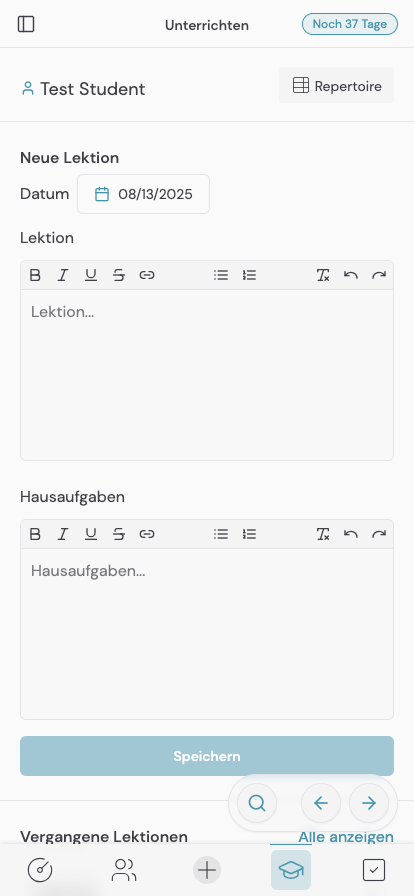 Unterrichten
Noch 37 Tage
Test Student
Repertoire
Neue Lektion
Datum 08/13/2025
Lektion
Lektion...
Hausaufgaben
Hausaufgaben...
Speichern
Vergangene Lektionen
Alle anzeigen